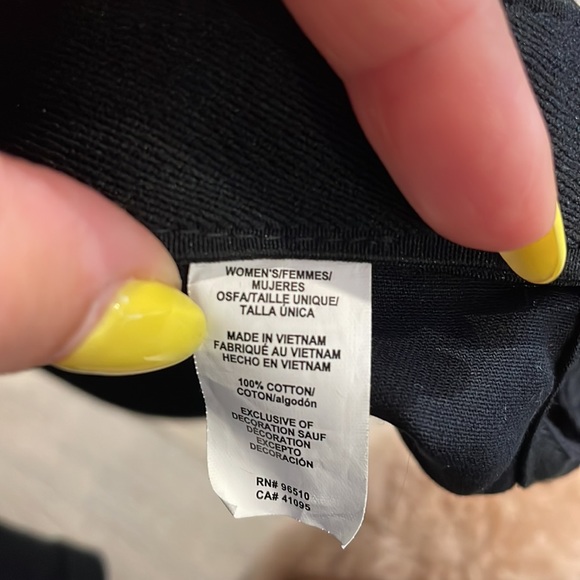 WOMEN'S/FEMMES/
MUJERES
OSFA/TAILLE UNIQUE/
TALLA ÚNICA
MADE IN VIETNAM
FABRIQUÉ AU VIETNAM
HECHO EN VIETNAM
100% COTTON/
COTON/algodón
EXCLUSIVE OF
DECORATION SAUF
DÉCORATION
EXCEPTO
DECORACIÓN
RN# 96510
CA# 41095